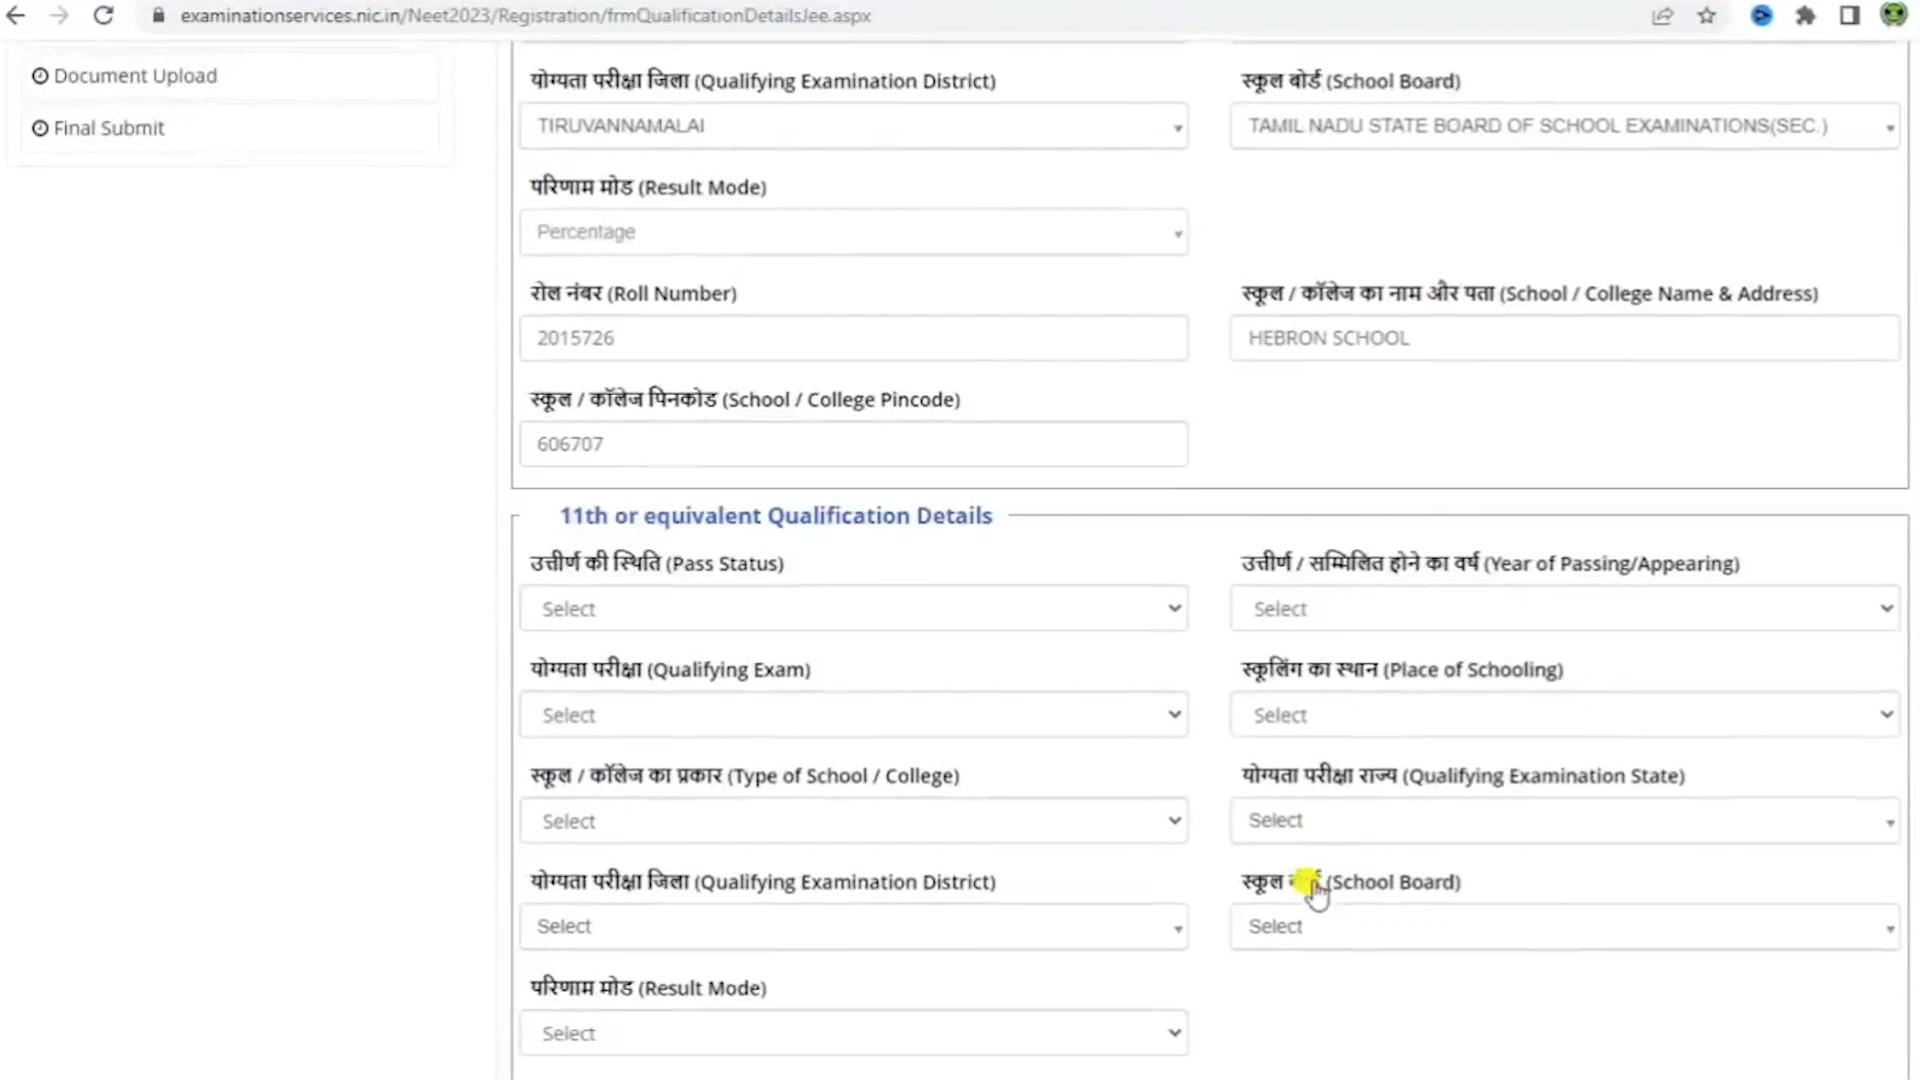 examinationservices.nic.in/Neet2023/Registration/frmQualificationDetailsJee.aspx
Document Upload
Final Submit
योग्यता परीक्षा जिला (Qualifying Examination District)
स्कूल बोर्ड (School Board)
TIRUVANNAMALAI
TAMIL NADU STATE BOARD OF SCHOOL EXAMINATIONS(SEC.)
परिणाम मोड (Result Mode)
Percentage
रोल नंबर (Roll Number)
स्कूल / कॉलेज का नाम और पता (School / College Name & Address)
2015726
HEBRON SCHOOL
स्कूल / कॉलेज पिनकोड (School / College Pincode)
606707
11th or equivalent Qualification Details
उत्तीर्ण की स्थिति (Pass Status)
उत्तीर्ण / सम्मिलित होने का वर्ष (Year of Passing/Appearing)
Select
Select
योग्यता परीक्षा (Qualifying Exam)
स्कूलिंग का स्थान (Place of Schooling)
Select
Select
स्कूल / कॉलेज का प्रकार (Type of School / College)
योग्यता परीक्षा राज्य (Qualifying Examination State)
Select
Select
योग्यता परीक्षा जिला (Qualifying Examination District)
स्कूल (School Board)
Select
Select
परिणाम मोड (Result Mode)
Select